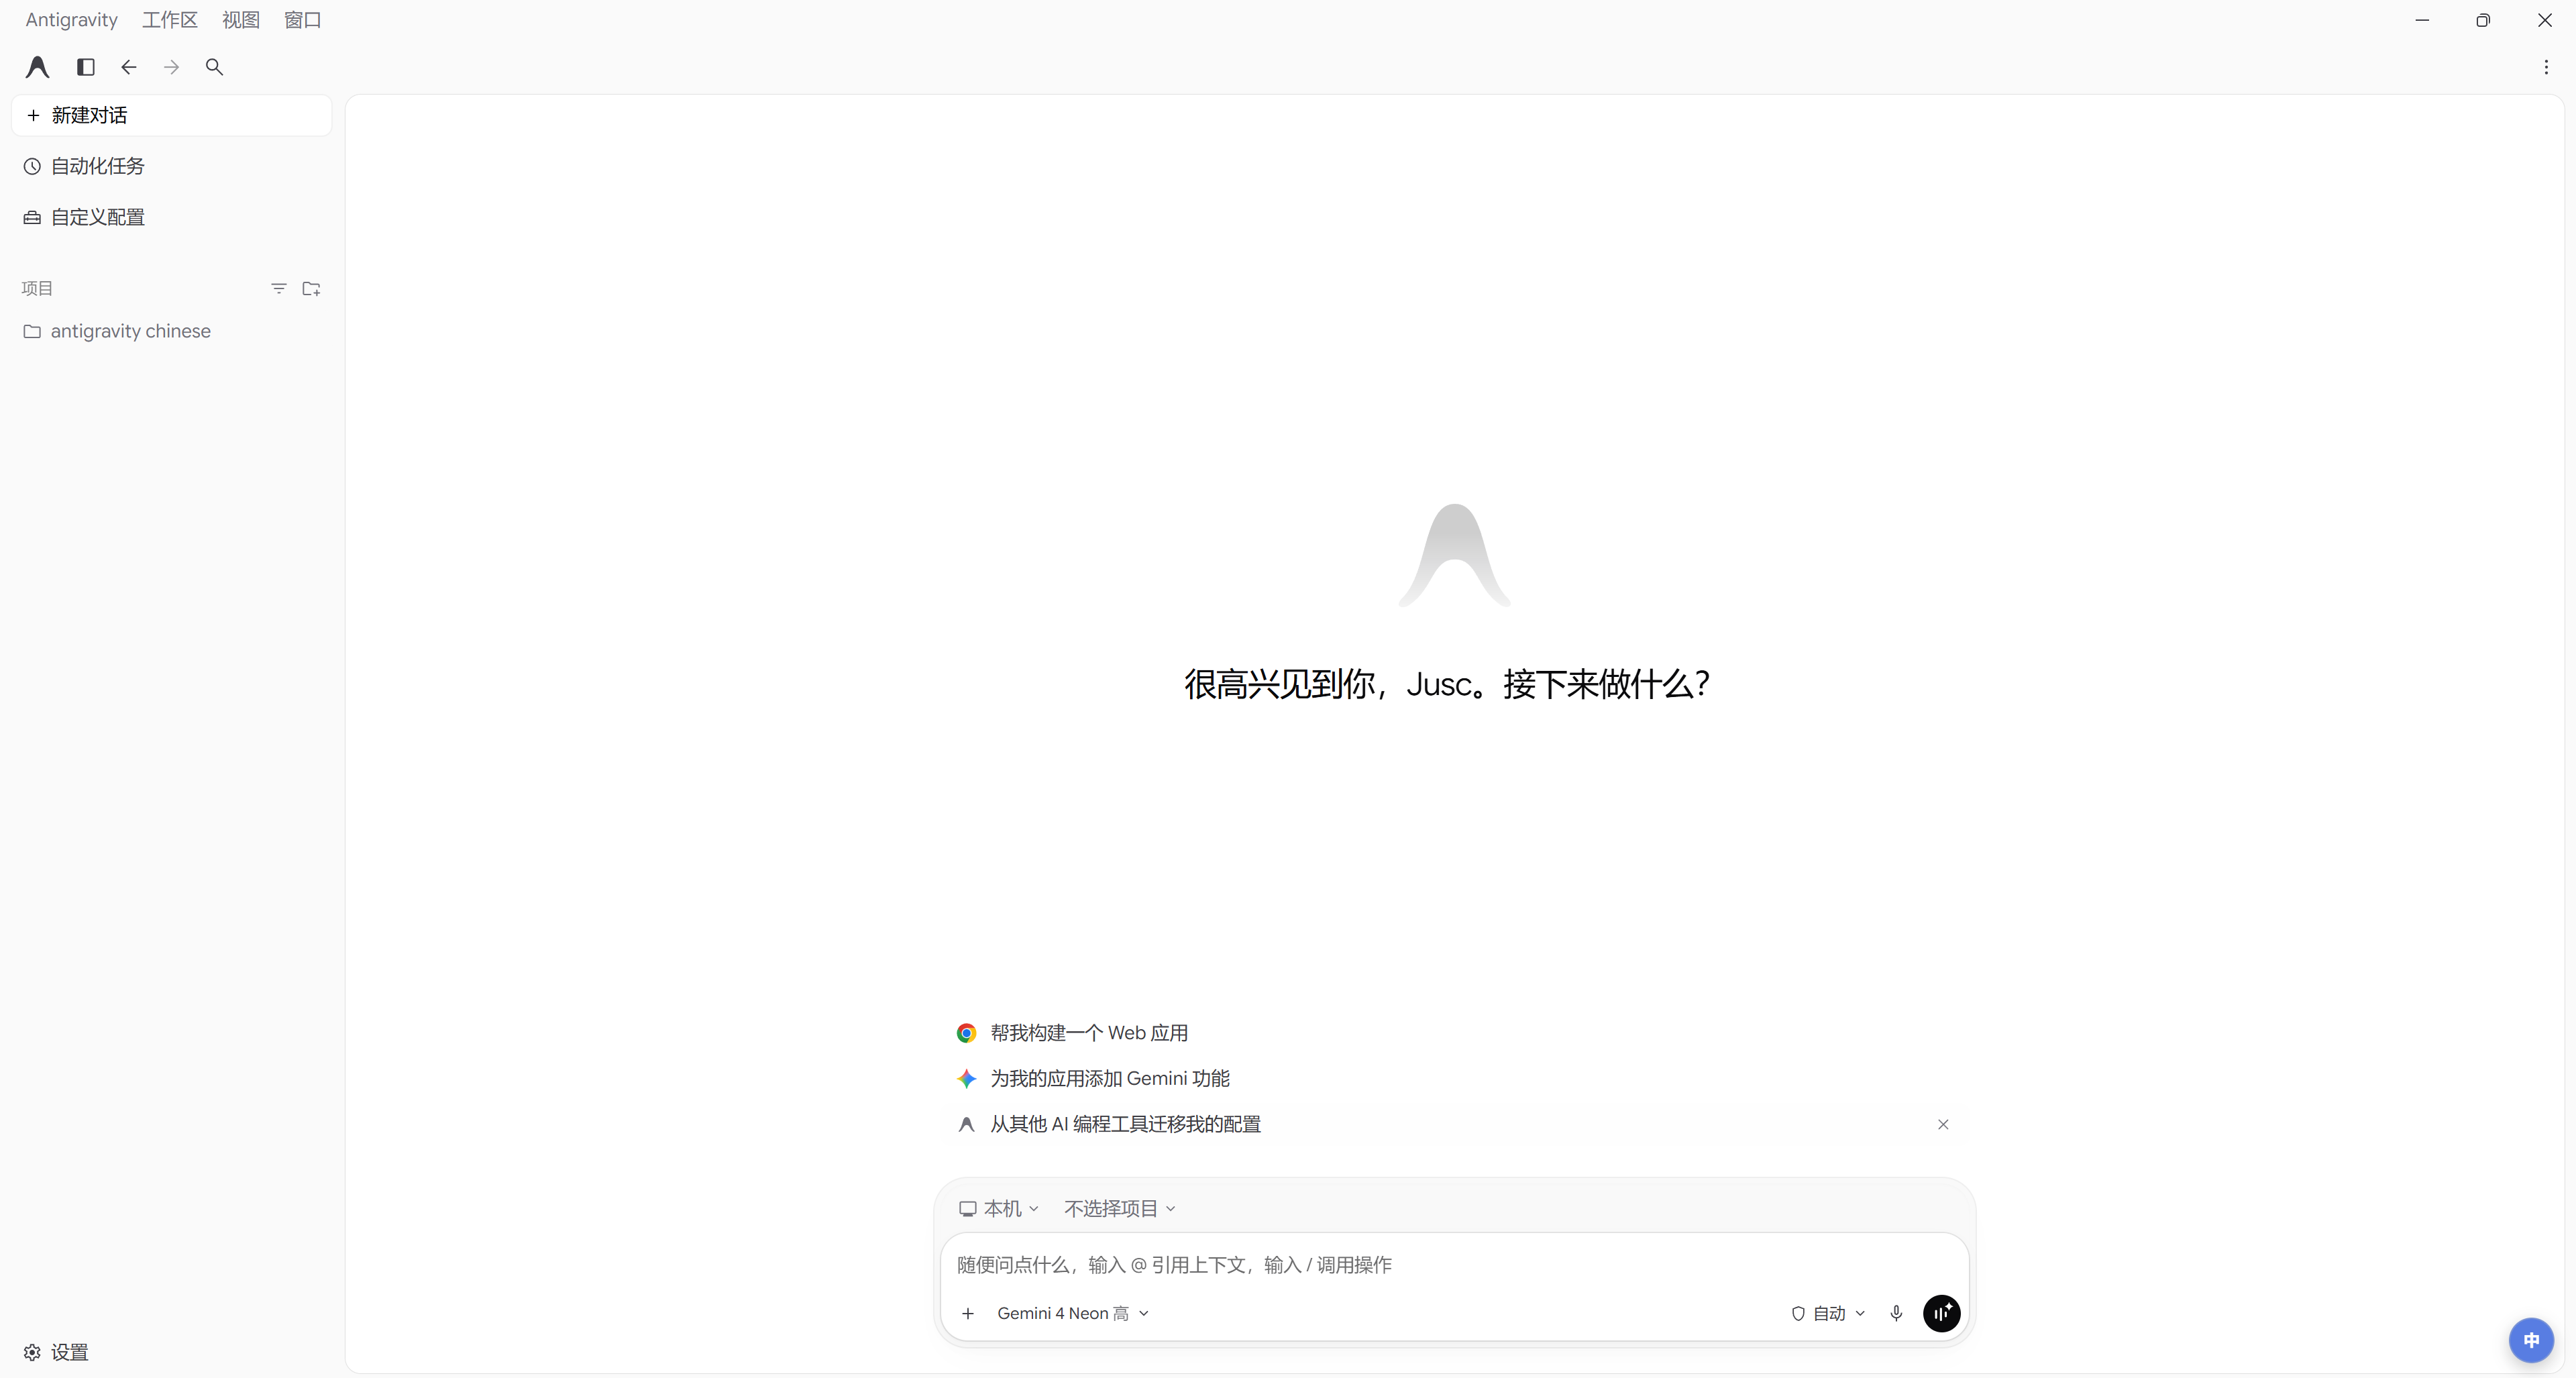 Antigravity 工作区 视图 窗口
新建对话
自动化任务
自定义配置
项目
antigravity chinese
很高兴见到你，Jusc。接下来做什么？
帮我构建一个 Web 应用
为我的应用添加 Gemini 功能
从其他 AI 编程工具迁移我的配置
本机 不选择项目
随便问点什么，输入 @ 引用上下文，输入 / 调用操作
Gemini 4 Neon 高 自动
设置
中